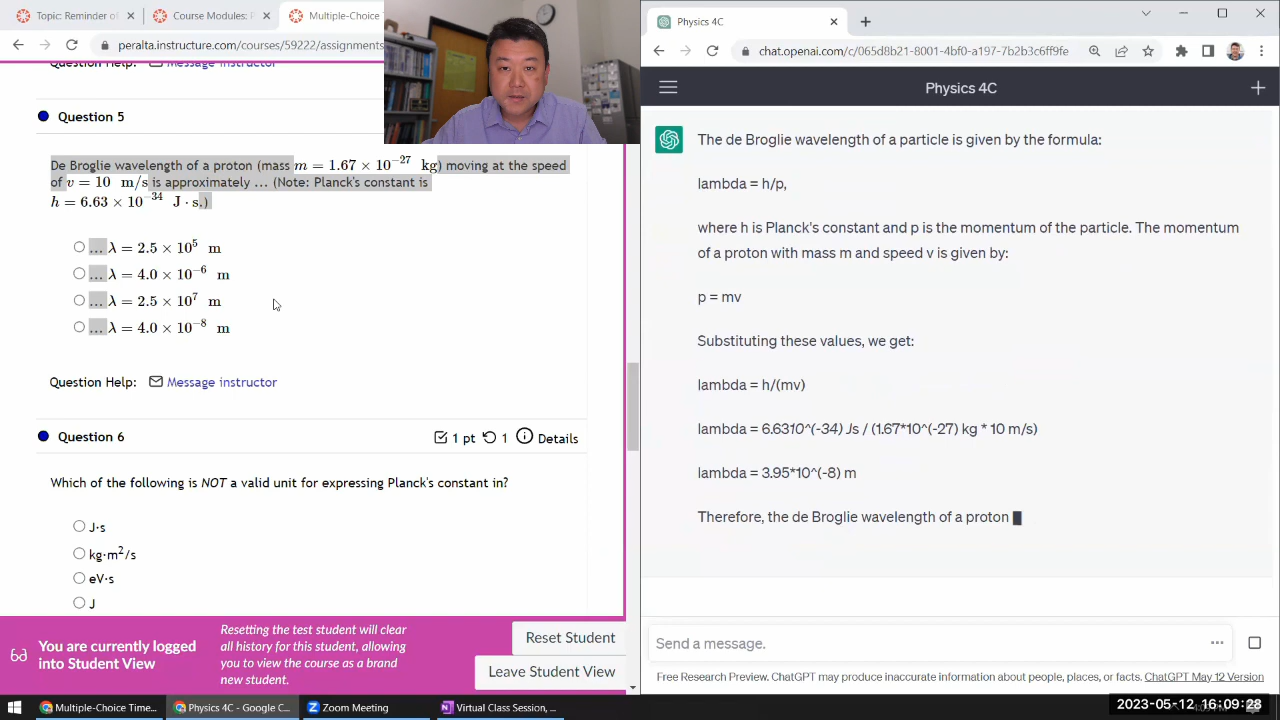 Topic: Reminder of
Course Modules:
Multiple-Choice
Physics 4C
peralta.instructure.com/courses/59222/assignments
chat.openai.com/c/065d8b21-8001-4bf0-a197-7b2b3c6ff9fe
Question Help: Message instructor
Question 5
De Broglie wavelength of a proton (mass m = 1.67 × 10⁻²⁷ kg) moving at the speed
of v = 10 m/s is approximately ... (Note: Planck's constant is
h = 6.63 × 10⁻³⁴ J · s.)
... λ = 2.5 × 10⁵ m
... λ = 4.0 × 10⁻⁶ m
... λ = 2.5 × 10⁷ m
... λ = 4.0 × 10⁻⁸ m
Question Help: Message instructor
Question 6
1 pt 1 Details
Which of the following is NOT a valid unit for expressing Planck's constant in?
J·s
kg·m²/s
eV·s
J
You are currently logged
into Student View
Resetting the test student will clear
all history for this student, allowing
you to view the course as a brand
new student.
Reset Student
Leave Student View
Physics 4C
The de Broglie wavelength of a particle is given by the formula:
lambda = h/p,
where h is Planck's constant and p is the momentum of the particle. The momentum
of a proton with mass m and speed v is given by:
p = mv
Substituting these values, we get:
lambda = h/(mv)
lambda = 6.6310^(-34) Js / (1.67*10^(-27) kg * 10 m/s)
lambda = 3.95*10^(-8) m
Therefore, the de Broglie wavelength of a proton
Send a message.
Free Research Preview. ChatGPT may produce inaccurate information about people, places, or facts. ChatGPT May 12 Version
Multiple-Choice Time...
Physics 4C - Google C...
Zoom Meeting
Virtual Class Session, ...
2023-05-12 16:09:28